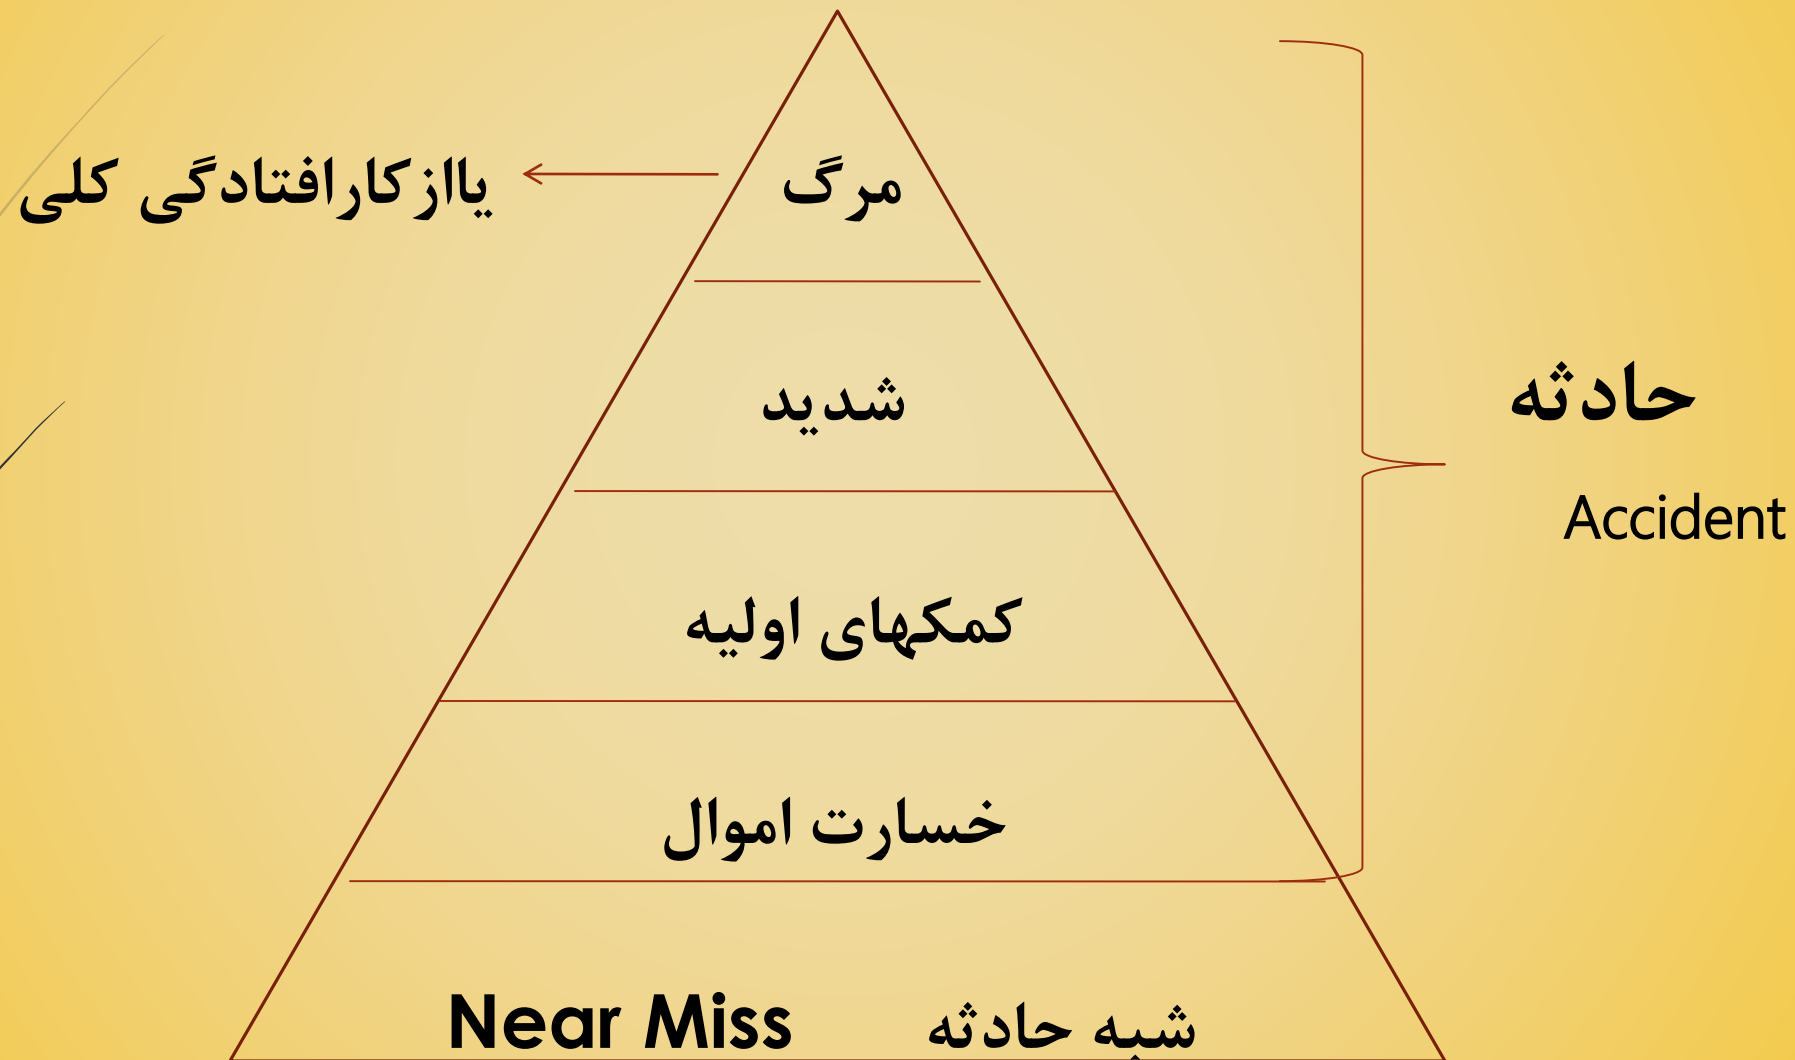 مرگ
یاازکارافتادگی کلی
شدید
حادثه
Accident
کمکهای اولیه
خسارت اموال
شبه حادثه Near Miss